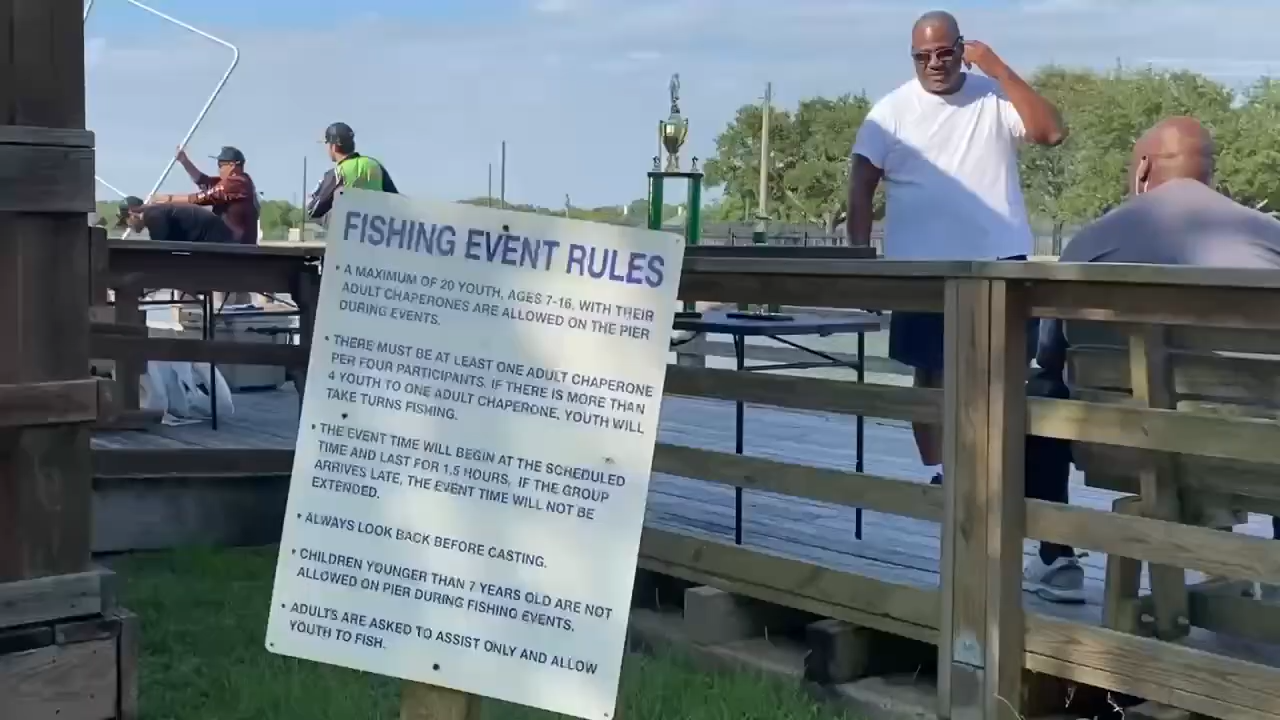 FISHING EVENT RULES
• A MAXIMUM OF 20 YOUTH, AGES 7-16, WITH THEIR
ADULT CHAPERONES ARE ALLOWED ON THE PIER
DURING EVENTS.
• THERE MUST BE AT LEAST ONE ADULT CHAPERONE
PER FOUR PARTICIPANTS. IF THERE IS MORE THAN
4 YOUTH TO ONE ADULT CHAPERONE, YOUTH WILL
TAKE TURNS FISHING.
• THE EVENT TIME WILL BEGIN AT THE SCHEDULED
TIME AND LAST FOR 1.5 HOURS. IF THE GROUP
ARRIVES LATE, THE EVENT TIME WILL NOT BE
EXTENDED.
• ALWAYS LOOK BACK BEFORE CASTING.
• CHILDREN YOUNGER THAN 7 YEARS OLD ARE NOT
ALLOWED ON PIER DURING FISHING EVENTS.
• ADULTS ARE ASKED TO ASSIST ONLY AND ALLOW
YOUTH TO FISH.